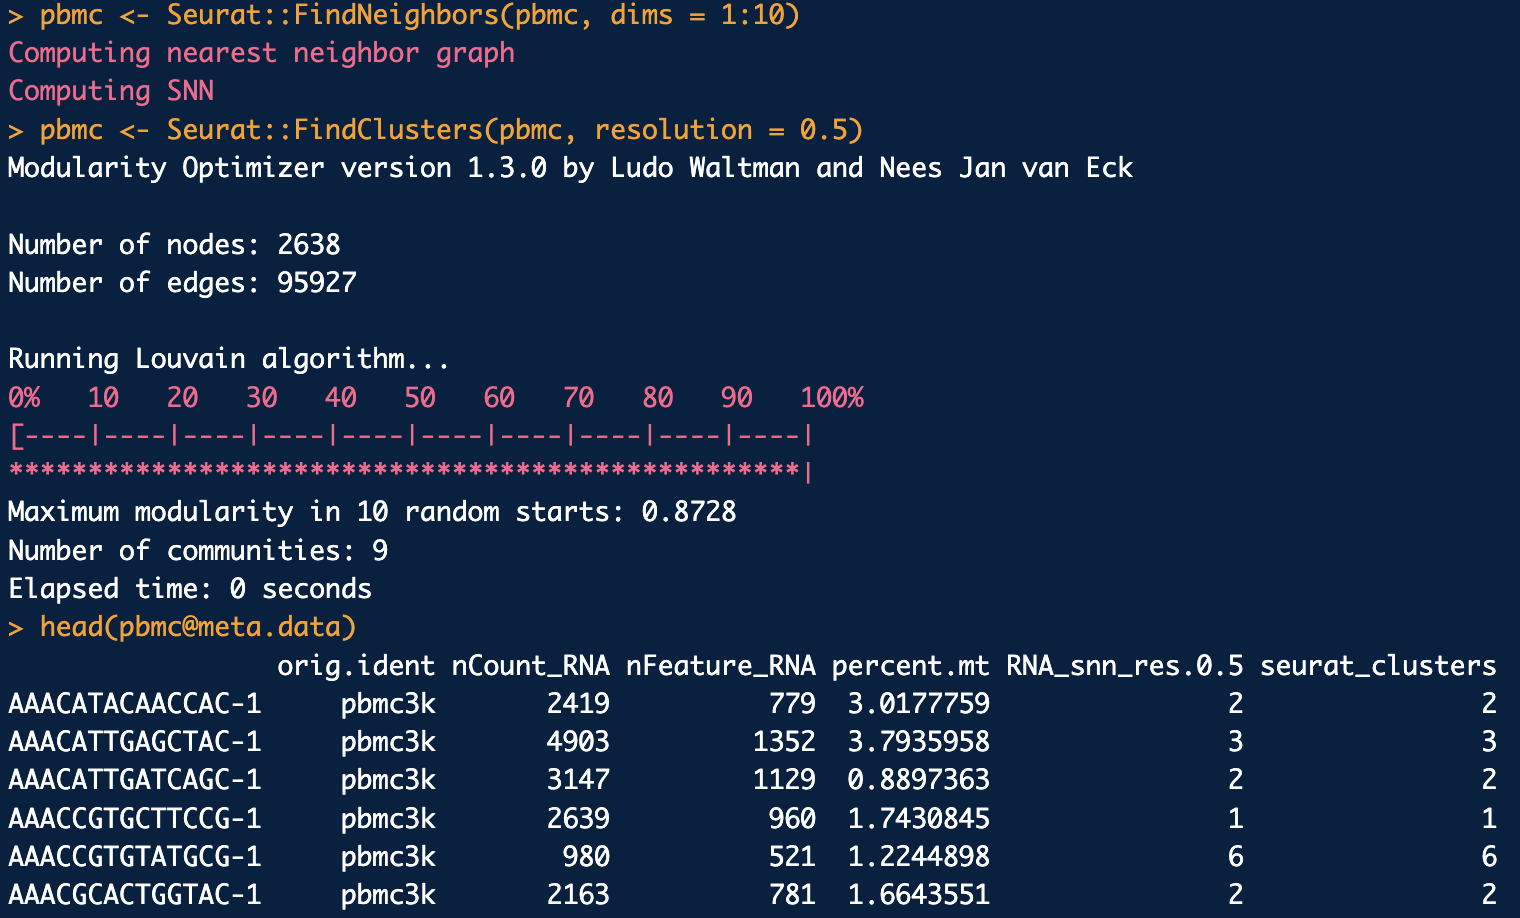 > pbmc <- Seurat::FindNeighbors(pbmc, dims = 1:10)
Computing nearest neighbor graph
Computing SNN
> pbmc <- Seurat::FindClusters(pbmc, resolution = 0.5)
Modularity Optimizer version 1.3.0 by Ludo Waltman and Nees Jan van Eck

Number of nodes: 2638
Number of edges: 95927

Running Louvain algorithm...
0%   10   20   30   40   50   60   70   80   90   100%
[----|----|----|----|----|----|----|----|----|----|
**************************************************|
Maximum modularity in 10 random starts: 0.8728
Number of communities: 9
Elapsed time: 0 seconds
> head(pbmc@meta.data)
                 orig.ident nCount_RNA nFeature_RNA percent.mt RNA_snn_res.0.5 seurat_clusters
AAACATACAACCAC-1     pbmc3k       2419          779  3.0177759               2               2
AAACATTGAGCTAC-1     pbmc3k       4903         1352  3.7935958               3               3
AAACATTGATCAGC-1     pbmc3k       3147         1129  0.8897363               2               2
AAACCGTGCTTCCG-1     pbmc3k       2639          960  1.7430845               1               1
AAACCGTGTATGCG-1     pbmc3k        980          521  1.2244898               6               6
AAACGCACTGGTAC-1     pbmc3k       2163          781  1.6643551               2               2